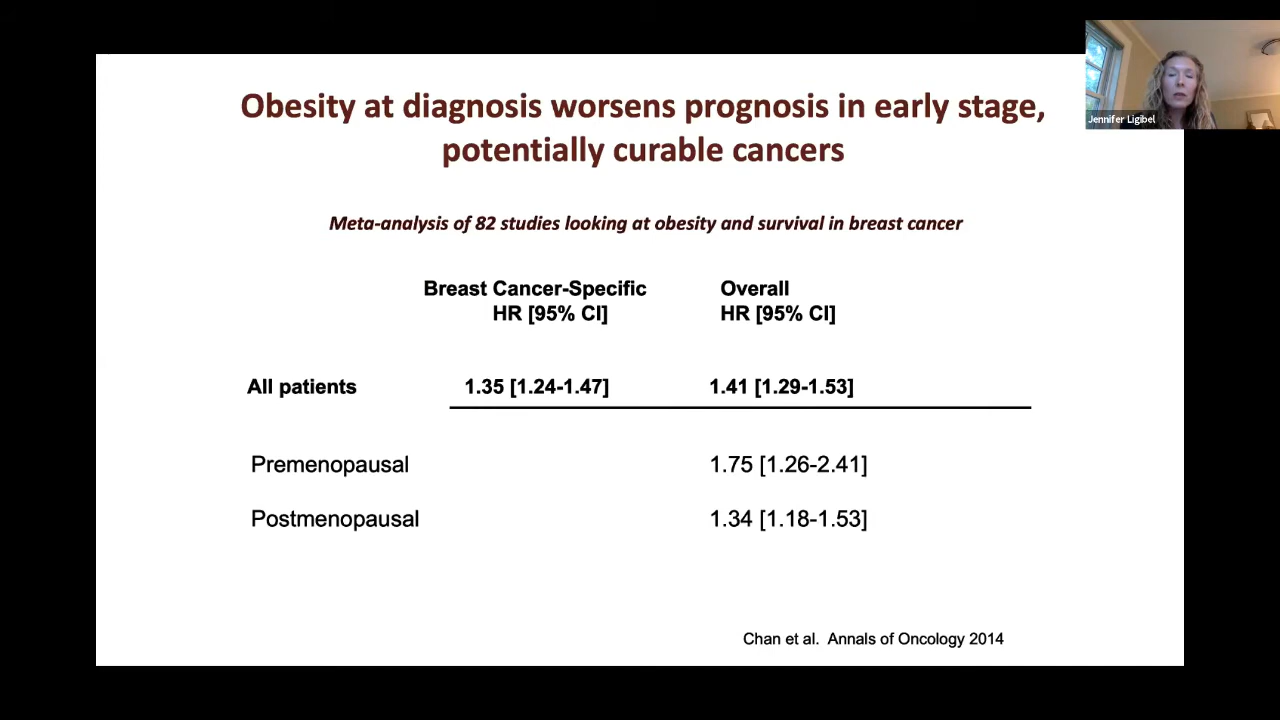 Obesity at diagnosis worsens prognosis in early stage,
potentially curable cancers
Jennifer Ligibel
Meta-analysis of 82 studies looking at obesity and survival in breast cancer
Breast Cancer-Specific Overall
HR [95% CI] HR [95% CI]
All patients 1.35 [1.24-1.47] 1.41 [1.29-1.53]
Premenopausal 1.75 [1.26-2.41]
Postmenopausal 1.34 [1.18-1.53]
Chan et al. Annals of Oncology 2014